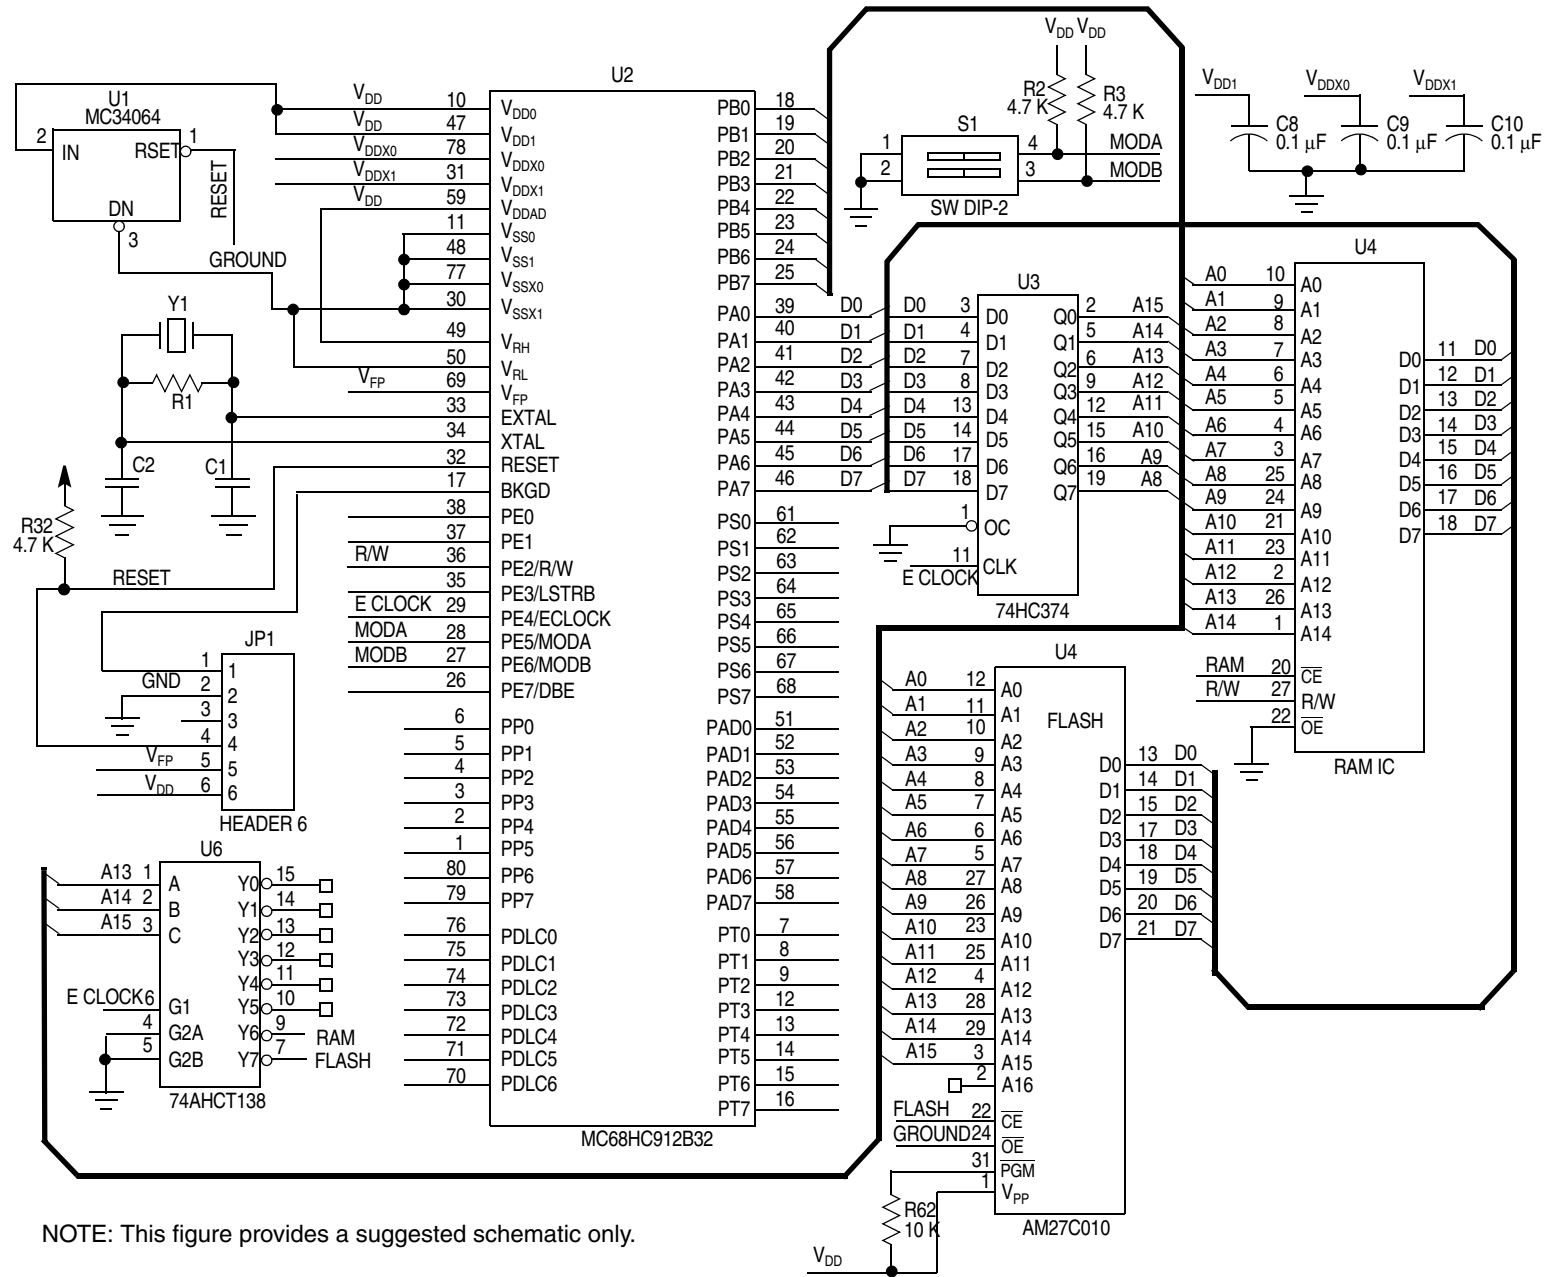 U1
MC34064
2 IN
RSET 1
DN
3
RESET
GROUND
Y1
R1
C2
C1
R32
4.7 K
RESET
JP1
1 1
GND 2 2
3 3
4 4
VFP 5 5
VDD 6 6
HEADER 6
U6
A13 1 A
A14 2 B
A15 3 C
E CLOCK 6 G1
4 G2A
5 G2B
Y0 15
Y1 14
Y2 13
Y3 12
Y4 11
Y5 10
Y6 9 RAM
Y7 7 FLASH
74AHCT138
U2
VDD 10 VDD0
VDD 47 VDD1
VDDX0 78 VDDX0
VDDX1 31 VDDX1
VDD 59 VDDAD
11 VSS0
48 VSS1
77 VSSX0
30 VSSX1
49 VRH
50 VRL
VFP 69 VFP
33 EXTAL
34 XTAL
32 RESET
17 BKGD
38 PE0
37 PE1
R/W 36 PE2/R/W
35 PE3/LSTRB
E CLOCK 29 PE4/ECLOCK
MODA 28 PE5/MODA
MODB 27 PE6/MODB
26 PE7/DBE
6 PP0
5 PP1
4 PP2
3 PP3
2 PP4
1 PP5
80 PP6
79 PP7
76 PDLC0
75 PDLC1
74 PDLC2
73 PDLC3
72 PDLC4
71 PDLC5
70 PDLC6
PB0 18
PB1 19
PB2 20
PB3 21
PB4 22
PB5 23
PB6 24
PB7 25
PA0 39 D0
PA1 40 D1
PA2 41 D2
PA3 42 D3
PA4 43 D4
PA5 44 D5
PA6 45 D6
PA7 46 D7
PS0 61
PS1 62
PS2 63
PS3 64
PS4 65
PS5 66
PS6 67
PS7 68
PAD0 51
PAD1 52
PAD2 53
PAD3 54
PAD4 55
PAD5 56
PAD6 57
PAD7 58
PT0 7
PT1 8
PT2 9
PT3 12
PT4 13
PT5 14
PT6 15
PT7 16
MC68HC912B32
VDD VDD
R2
4.7 K
R3
4.7 K
S1
1 4 MODA
2 3 MODB
SW DIP-2
VDD1 VDDX0 VDDX1
C8
0.1 μF
C9
0.1 μF
C10
0.1 μF
U3
D0 3 D0 Q0 2 A15
D1 4 D1 Q1 5 A14
D2 7 D2 Q2 6 A13
D3 8 D3 Q3 9 A12
D4 13 D4 Q4 12 A11
D5 14 D5 Q5 15 A10
D6 17 D6 Q6 16 A9
D7 18 D7 Q7 19 A8
1 OC
E CLOCK 11 CLK
74HC374
U4
A0 10 A0
A1 9 A1
A2 8 A2
A3 7 A3
A4 6 A4
A5 5 A5
A6 4 A6
A7 3 A7
A8 25 A8
A9 24 A9
A10 21 A10
A11 23 A11
A12 2 A12
A13 26 A13
A14 1 A14
RAM 20 CE
R/W 27 R/W
22 OE
D0 11 D0
D1 12 D1
D2 13 D2
D3 14 D3
D4 15 D4
D5 16 D5
D6 17 D6
D7 18 D7
RAM IC
U4
FLASH
A0 12 A0
A1 11 A1
A2 10 A2
A3 9 A3
A4 8 A4
A5 7 A5
A6 6 A6
A7 5 A7
A8 27 A8
A9 26 A9
A10 23 A10
A11 25 A11
A12 4 A12
A13 28 A13
A14 29 A14
A15 3 A15
2 A16
FLASH 22 CE
GROUND 24 OE
31 PGM
1 VPP
D0 13 D0
D1 14 D1
D2 15 D2
D3 17 D3
D4 18 D4
D5 19 D5
D6 20 D6
D7 21 D7
AM27C010
R62
10 K
VDD
NOTE: This figure provides a suggested schematic only.